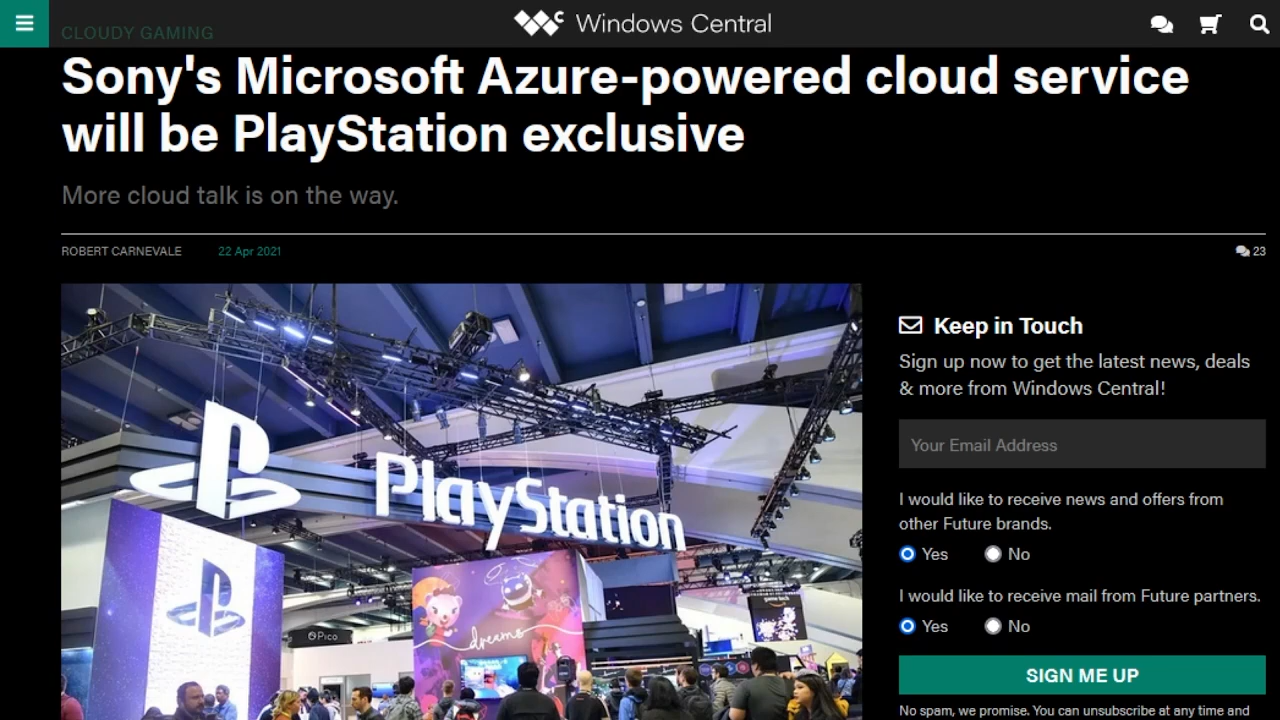 Windows Central
CLOUDY GAMING
Sony's Microsoft Azure-powered cloud service
will be PlayStation exclusive
More cloud talk is on the way.
ROBERT CARNEVALE 22 Apr 2021
23
PlayStation
Pico
dreams
Keep in Touch
Sign up now to get the latest news, deals
& more from Windows Central!
Your Email Address
I would like to receive news and offers from
other Future brands.
Yes No
I would like to receive mail from Future partners.
Yes No
SIGN ME UP
No spam, we promise. You can unsubscribe at any time and